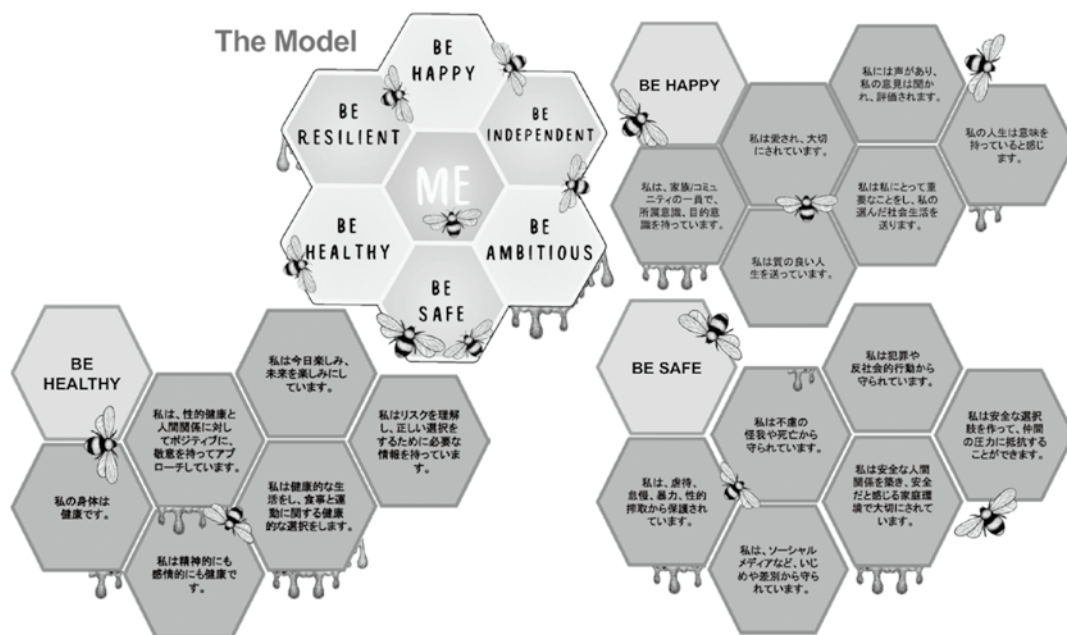 The Model
BE
HAPPY
BE
RESILIENT
BE
INDEPENDENT
ME
BE
HEALTHY
BE
AMBITIOUS
BE
SAFE
BE HAPPY
私には声があり、
私の意見は聞か
れ、評価されます。
私は愛され、大切
にされています。
私の人生は意味を
持っていると感じ
ます。
私は、家族/コミュ
ニティの一員で、
所属意識、目的意
識を持っています。
私は私にとって重
要なことをし、私の
選んだ社会生活を
送ります。
私は質の良い人
生を送っています。
BE
HEALTHY
私は今日楽しみ、
未来を楽しみにし
ています。
私は、性的健康と
人間関係に対し
てポジティブに、
敬意を持ってアプ
ローチしています。
私はリスクを理解
し、正しい選択を
するために必要な
情報を持っていま
す。
私の身体は
健康です。
私は健康的な生
活をし、食事と運
動に関する健康
的な選択をします。
私は精神的にも
感情的にも健康で
す。
BE SAFE
私は犯罪や
反社会的行動から
守られています。
私は不慮の
怪我や死亡から
守られています。
私は安全な選択
肢を作って、仲間
の圧力に抵抗する
ことができます。
私は、虐待、
怠慢、暴力、性的
搾取から保護され
ています。
私は安全な人間
関係を築き、安全
だと感じる家庭環
境で大切にされて
います。
私は、ソーシャル
メディアなど、いじ
めや差別から守ら
れています。